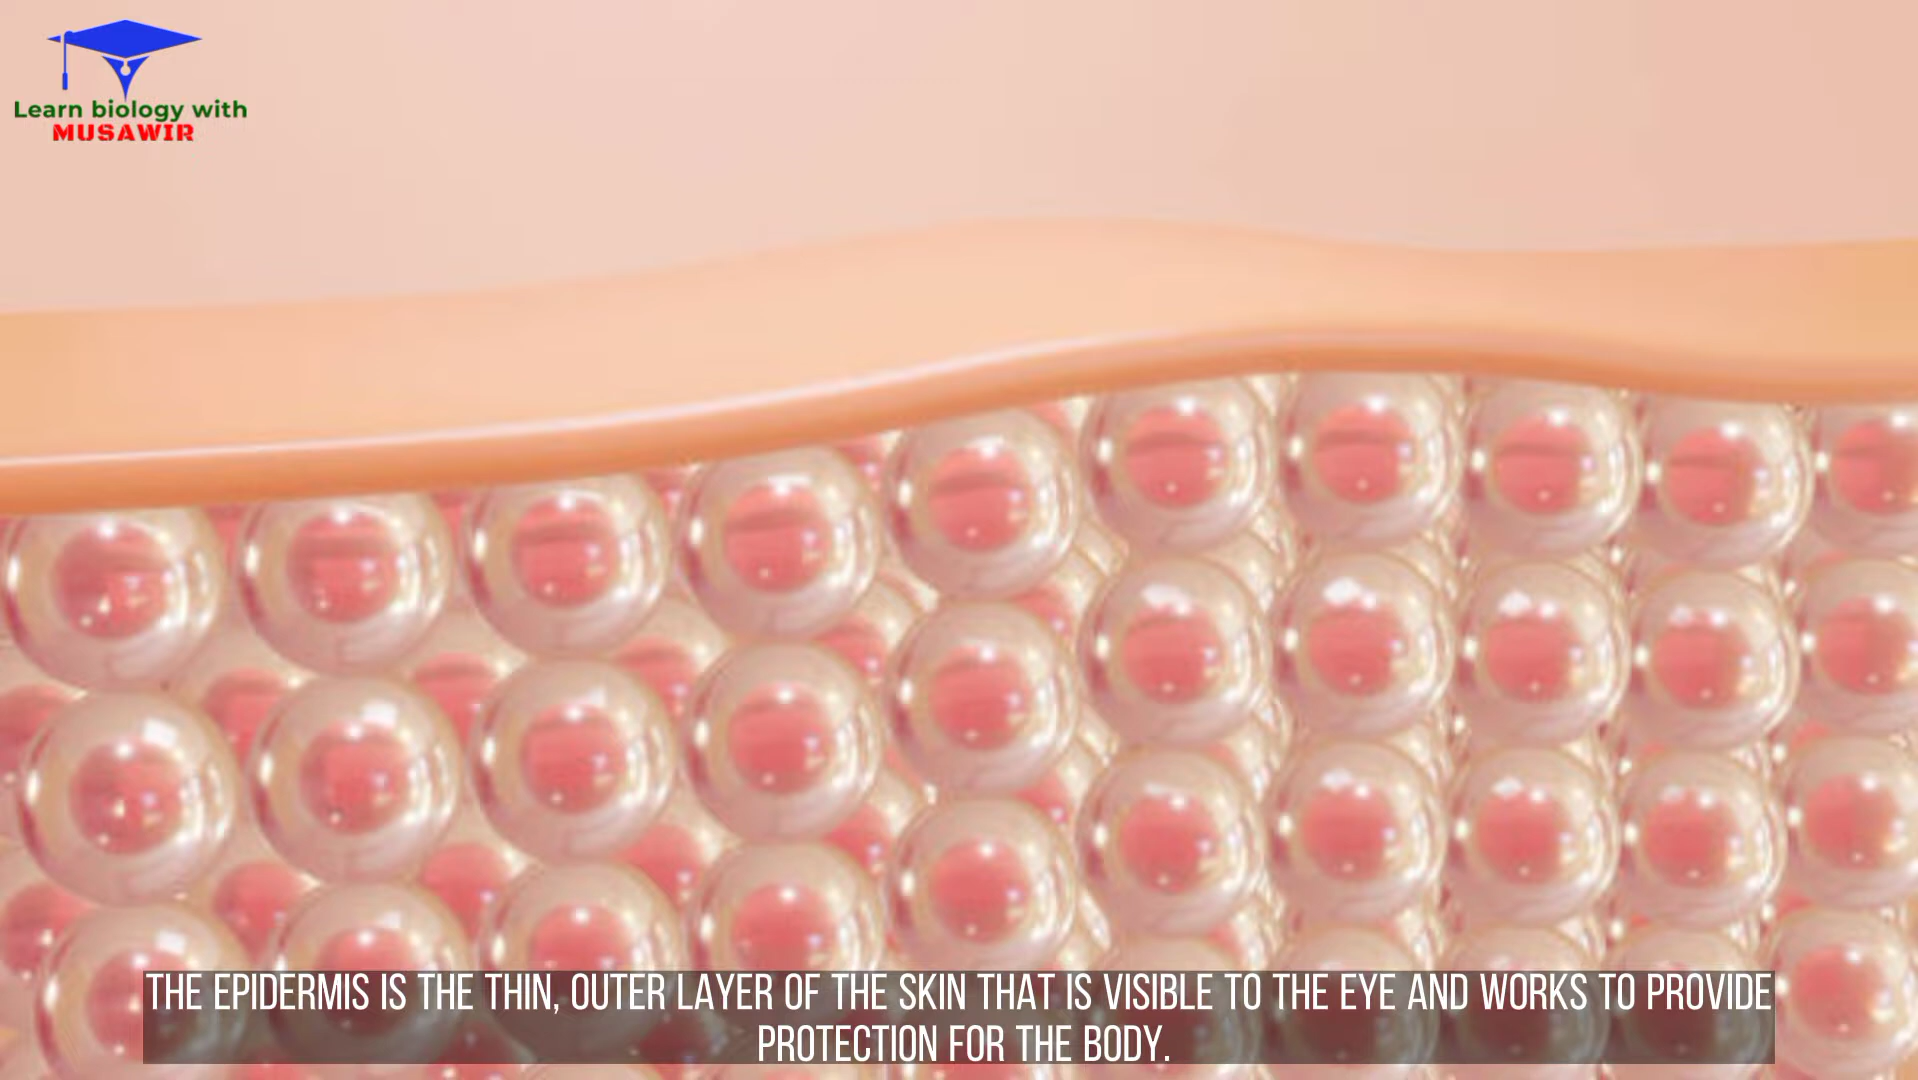 Learn biology with
MUSAWIR
THE EPIDERMIS IS THE THIN, OUTER LAYER OF THE SKIN THAT IS VISIBLE TO THE EYE AND WORKS TO PROVIDE
PROTECTION FOR THE BODY.